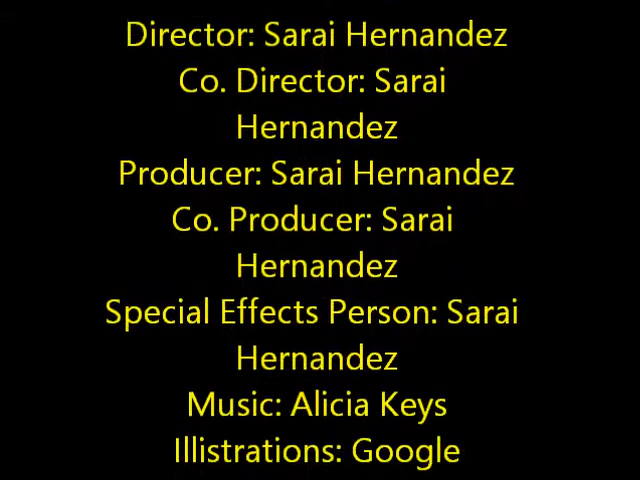 Director: Sarai Hernandez
Co. Director: Sarai
Hernandez
Producer: Sarai Hernandez
Co. Producer: Sarai
Hernandez
Special Effects Person: Sarai
Hernandez
Music: Alicia Keys
Illistrations: Google